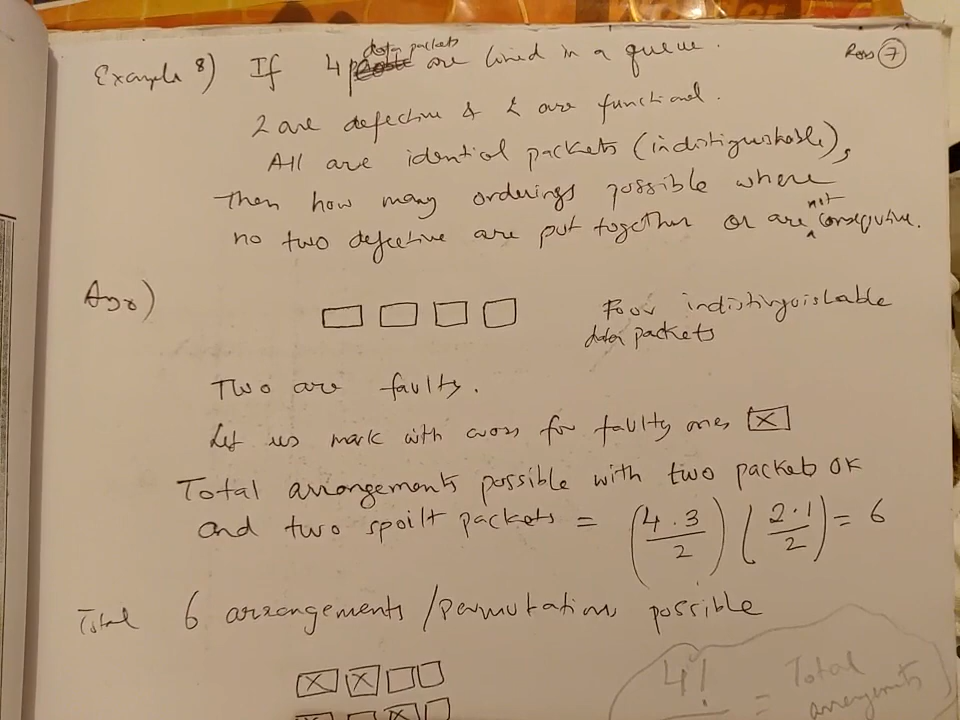 Example 8) If 4 data packets are lined in a queue.
7
2 are defective & 2 are functional.
All are identical packets (indistinguishable),
Then how many orderings possible where
no two defective are put together or are not consequtive.
Ans)
Four indistinguishable
data packets
Two are faulty.
Let us mark with cross for faulty ones X
Total arrangements possible with two packets OK
and two spoilt packets = (4.3/2) (2.1/2) = 6
Total 6 arrangements/permutations possible
X X
4! = Total
arrangements